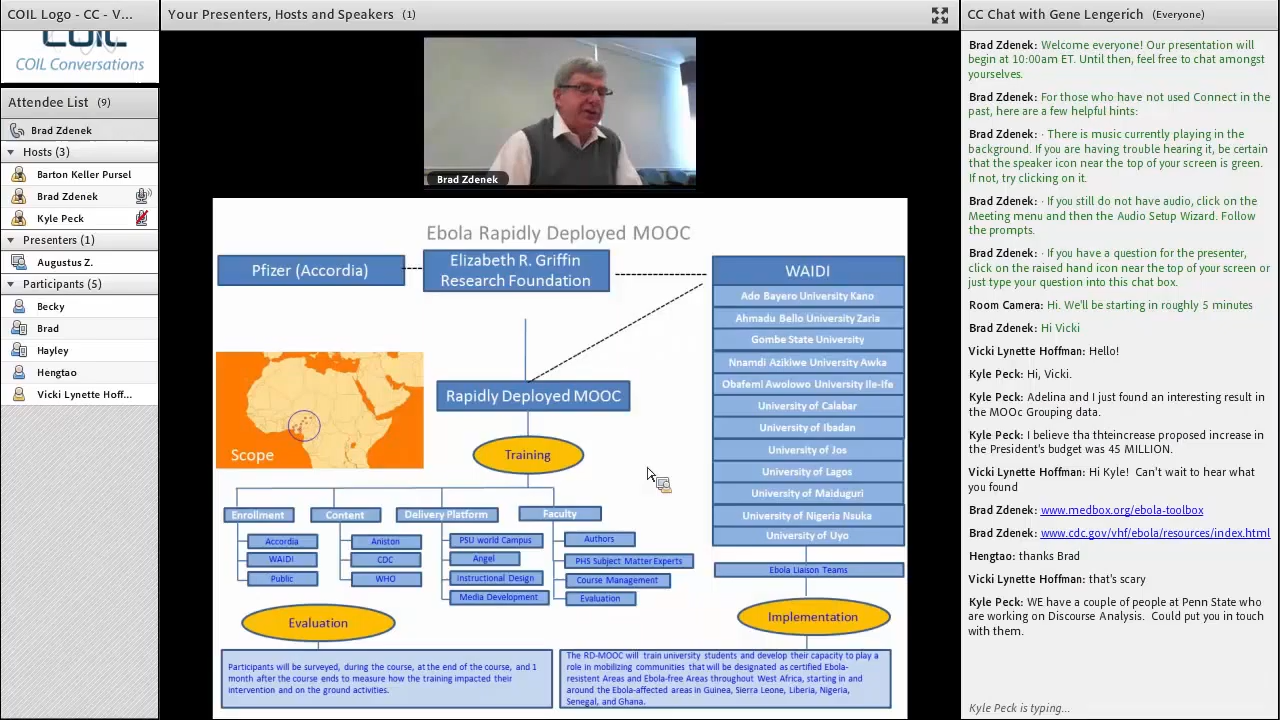 COIL Logo - CC - V...
COIL
COIL Conversations
Attendee List (9)
Brad Zdenek
Hosts (3)
Barton Keller Pursel
Brad Zdenek
Kyle Peck
Presenters (1)
Augustus Z.
Participants (5)
Becky
Brad
Hayley
Hengtao
Vicki Lynette Hoff...
Your Presenters, Hosts and Speakers (1)
Brad Zdenek
Ebola Rapidly Deployed MOOC
Pfizer (Accordia)
Elizabeth R. Griffin
Research Foundation
WAIDI
Ado Bayero University Kano
Ahmadu Bello University Zaria
Gombe State University
Nnamdi Azikiwe University Awka
Obafemi Awolowo University Ile-Ife
University of Calabar
University of Ibadan
University of Jos
University of Lagos
University of Maiduguri
University of Nigeria Nsuka
University of Uyo
Ebola Liaison Teams
Implementation
Scope
Rapidly Deployed MOOC
Training
Enrollment
Content
Delivery Platform
Faculty
Accordia
WAIDI
Public
Aniston
CDC
WHO
PSU world Campus
Angel
Instructional Design
Media Development
Authors
PHS Subject Matter Experts
Course Management
Evaluation
Evaluation
Participants will be surveyed, during the course, at the end of the course, and 1
month after the course ends to measure how the training impacted their
intervention and on the ground activities.
The RD-MOOC will train university students and develop their capacity to play a
role in mobilizing communities that will be designated as certified Ebola-
resistant Areas and Ebola-free Areas throughout West Africa, starting in and
around the Ebola-affected areas in Guinea, Sierra Leone, Liberia, Nigeria,
Senegal, and Ghana.
CC Chat with Gene Lengerich (Everyone)
Brad Zdenek: Welcome everyone! Our presentation will
begin at 10:00am ET. Until then, feel free to chat amongst
yourselves.
Brad Zdenek: For those who have not used Connect in the
past, here are a few helpful hints:
Brad Zdenek: · There is music currently playing in the
background. If you are having trouble hearing it, be certain
that the speaker icon near the top of your screen is green.
If not, try clicking on it.
Brad Zdenek: · If you still do not have audio, click on the
Meeting menu and then the Audio Setup Wizard. Follow
the prompts.
Brad Zdenek: · If you have a question for the presenter,
click on the raised hand icon near the top of your screen or
just type your question into this chat box.
Room Camera: Hi. We'll be starting in roughly 5 minutes
Brad Zdenek: Hi Vicki
Vicki Lynette Hoffman: Hello!
Kyle Peck: Hi, Vicki.
Kyle Peck: Adelina and I just found an interesting result in
the MOOc Grouping data.
Kyle Peck: I believe tha thteincrease proposed increase in
the President's budget was 45 MILLION.
Vicki Lynette Hoffman: Hi Kyle! Can't wait to hear what
you found
Brad Zdenek: www.medbox.org/ebola-toolbox
Brad Zdenek: www.cdc.gov/vhf/ebola/resources/index.html
Hengtao: thanks Brad
Vicki Lynette Hoffman: that's scary
Kyle Peck: WE have a couple of people at Penn State who
are working on Discourse Analysis. Could put you in touch
with them.
Kyle Peck is typing...